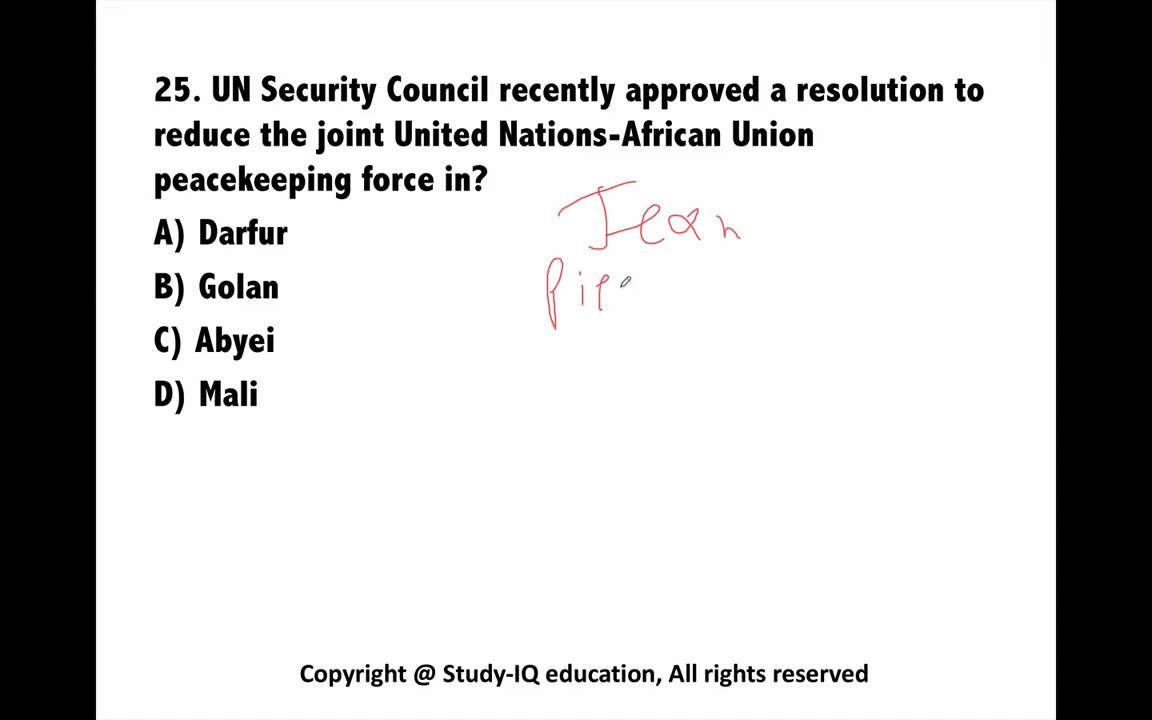 25. UN Security Council recently approved a resolution to
reduce the joint United Nations-African Union
peacekeeping force in?
Jean
A) Darfur
Pie
B) Golan
C) Abyei
D) Mali
Copyright @ Study-IQ education, All rights reserved